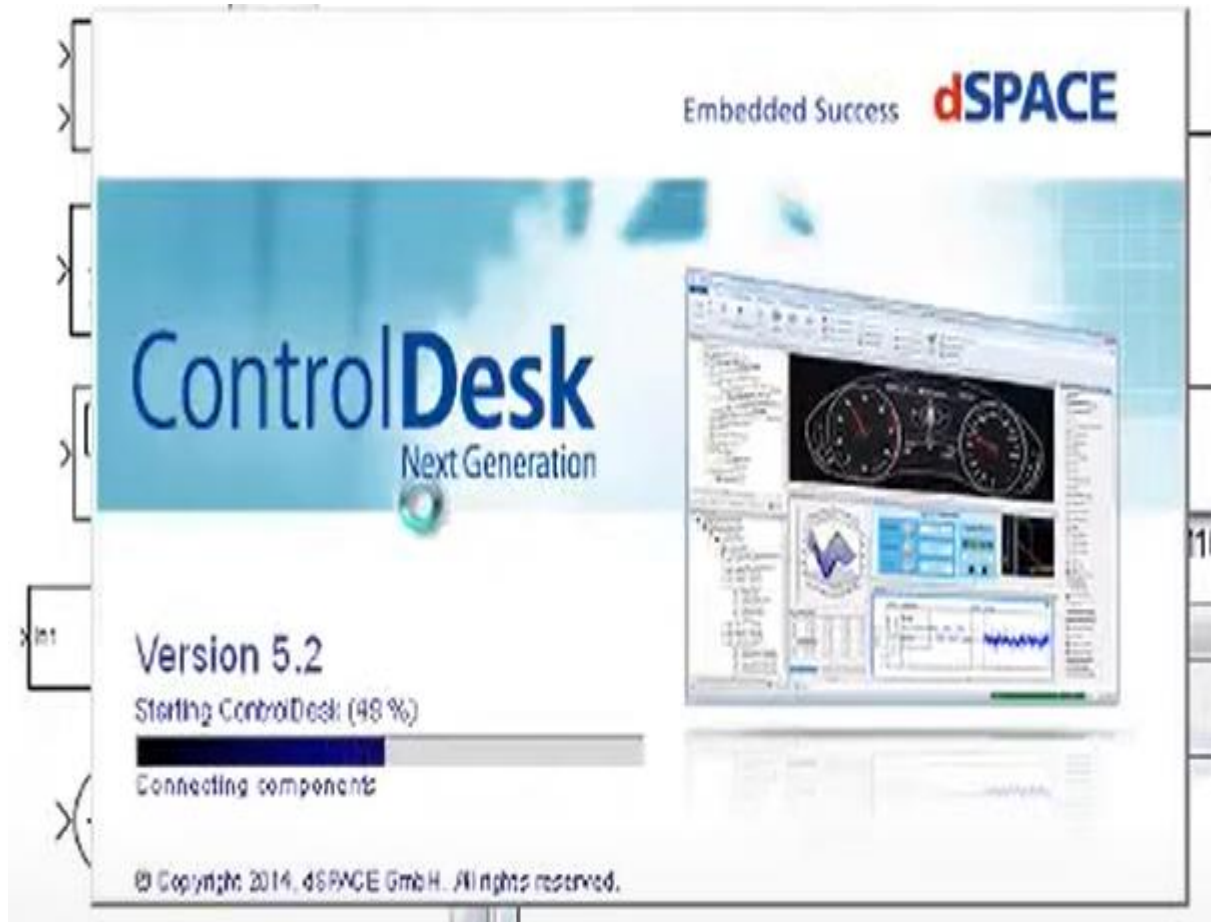 Embedded Success dSPACE
ControlDesk
Next Generation
In1
Version 5.2
Starting ControlDesk (48 %)
Connecting components
© Copyright 2014, dSPACE GmbH. All rights reserved.